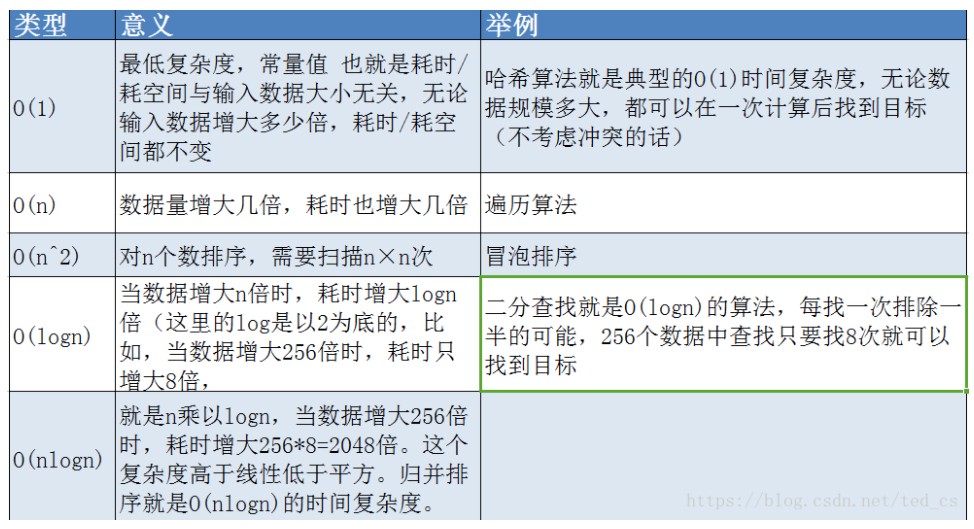 类型 意义 举例
O(1)
最低复杂度，常量值 也就是耗时/
耗空间与输入数据大小无关，无论
输入数据增大多少倍，耗时/耗空
间都不变
哈希算法就是典型的O(1)时间复杂度，无论数
据规模多大，都可以在一次计算后找到目标
（不考虑冲突的话）
O(n)
数据量增大几倍，耗时也增大几倍
遍历算法
O(n^2)
对n个数排序，需要扫描n×n次
冒泡排序
O(logn)
当数据增大n倍时，耗时增大logn
倍（这里的log是以2为底的，比
如，当数据增大256倍时，耗时只
增大8倍，
二分查找就是O(logn)的算法，每找一次排除一
半的可能，256个数据中查找只要找8次就可以
找到目标
O(nlogn)
就是n乘以logn，当数据增大256倍
时，耗时增大256*8=2048倍。这个
复杂度高于线性低于平方。归并排
序就是O(nlogn)的时间复杂度。
https://blog.csdn.net/ted_cs